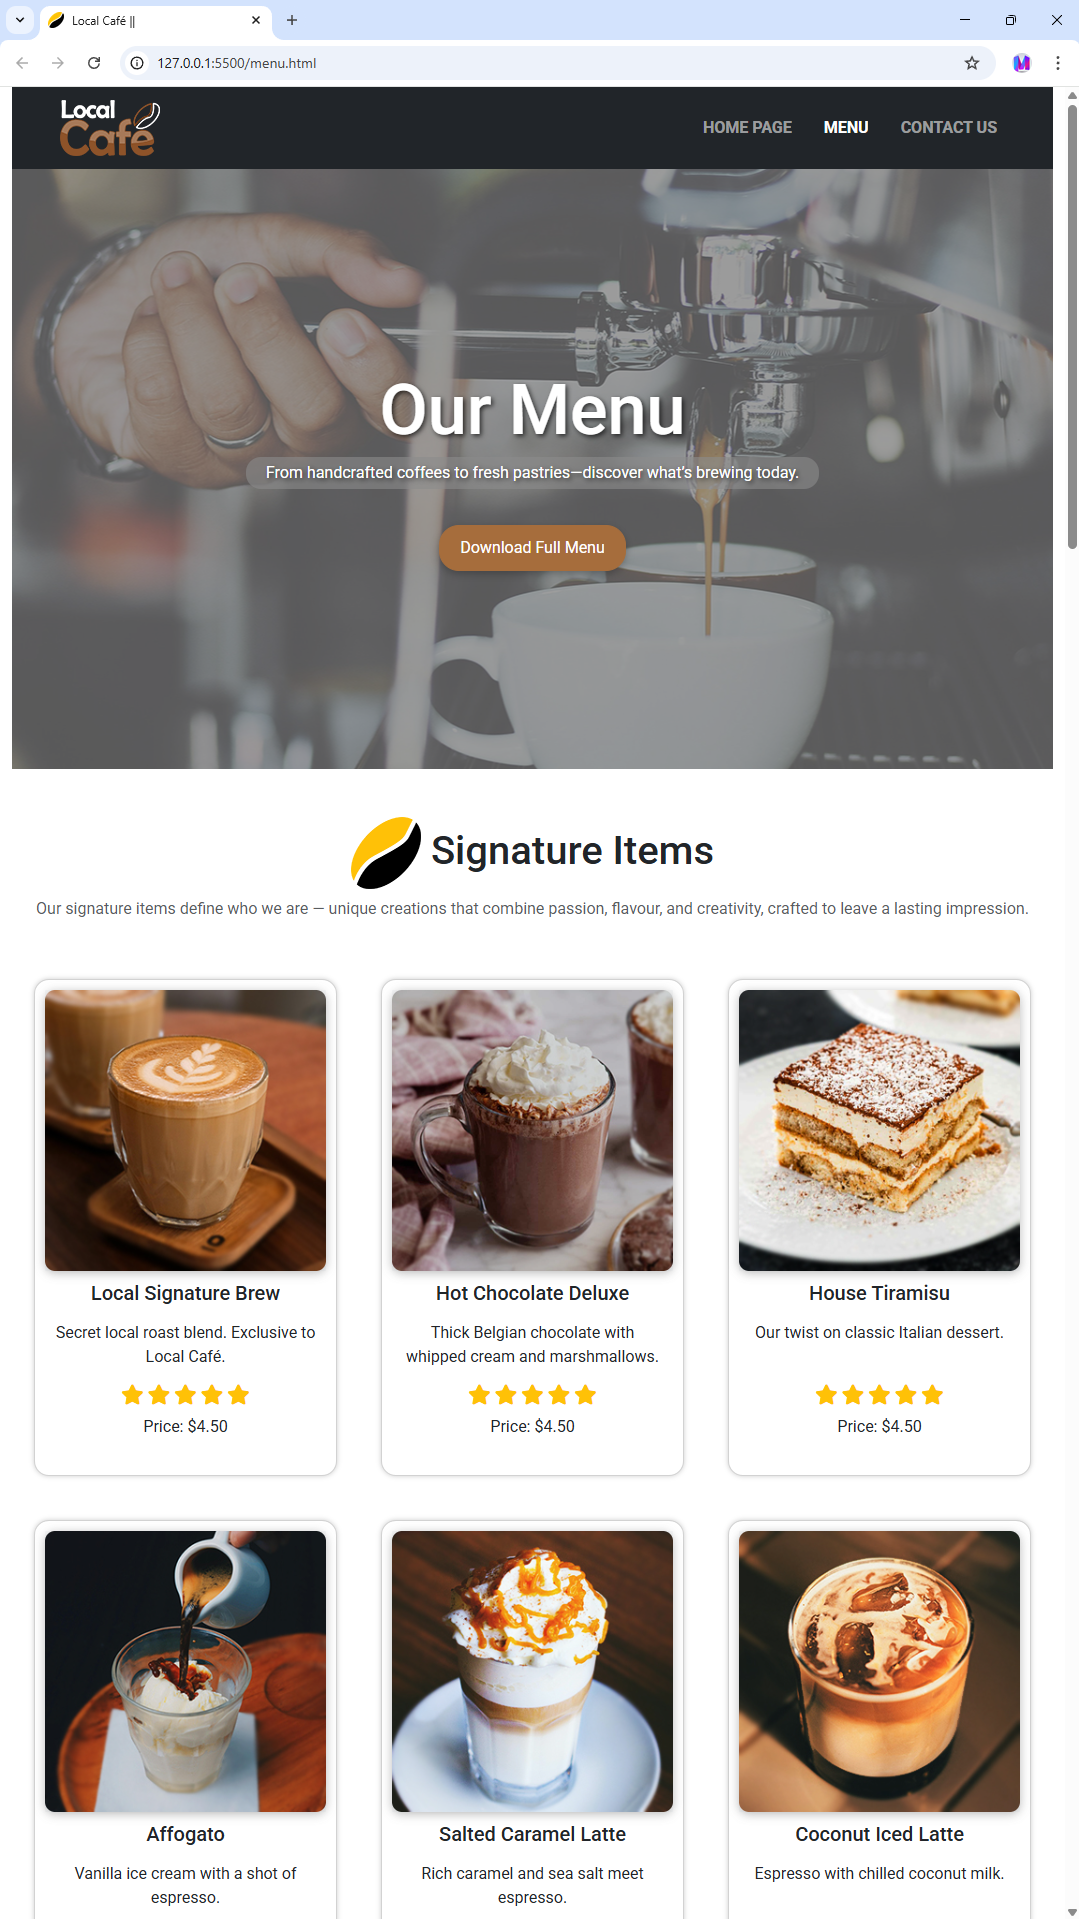 Local Café ||
127.0.0.1:5500/menu.html
Local
Café
HOME PAGE
MENU
CONTACT US
Our Menu
From handcrafted coffees to fresh pastries—discover what’s brewing today.
Download Full Menu
Signature Items
Our signature items define who we are — unique creations that combine passion, flavour, and creativity, crafted to leave a lasting impression.
Local Signature Brew
Secret local roast blend. Exclusive to
Local Café.
Price: $4.50
Hot Chocolate Deluxe
Thick Belgian chocolate with
whipped cream and marshmallows.
Price: $4.50
House Tiramisu
Our twist on classic Italian dessert.
Price: $4.50
Affogato
Vanilla ice cream with a shot of
espresso.
Salted Caramel Latte
Rich caramel and sea salt meet
espresso.
Coconut Iced Latte
Espresso with chilled coconut milk.